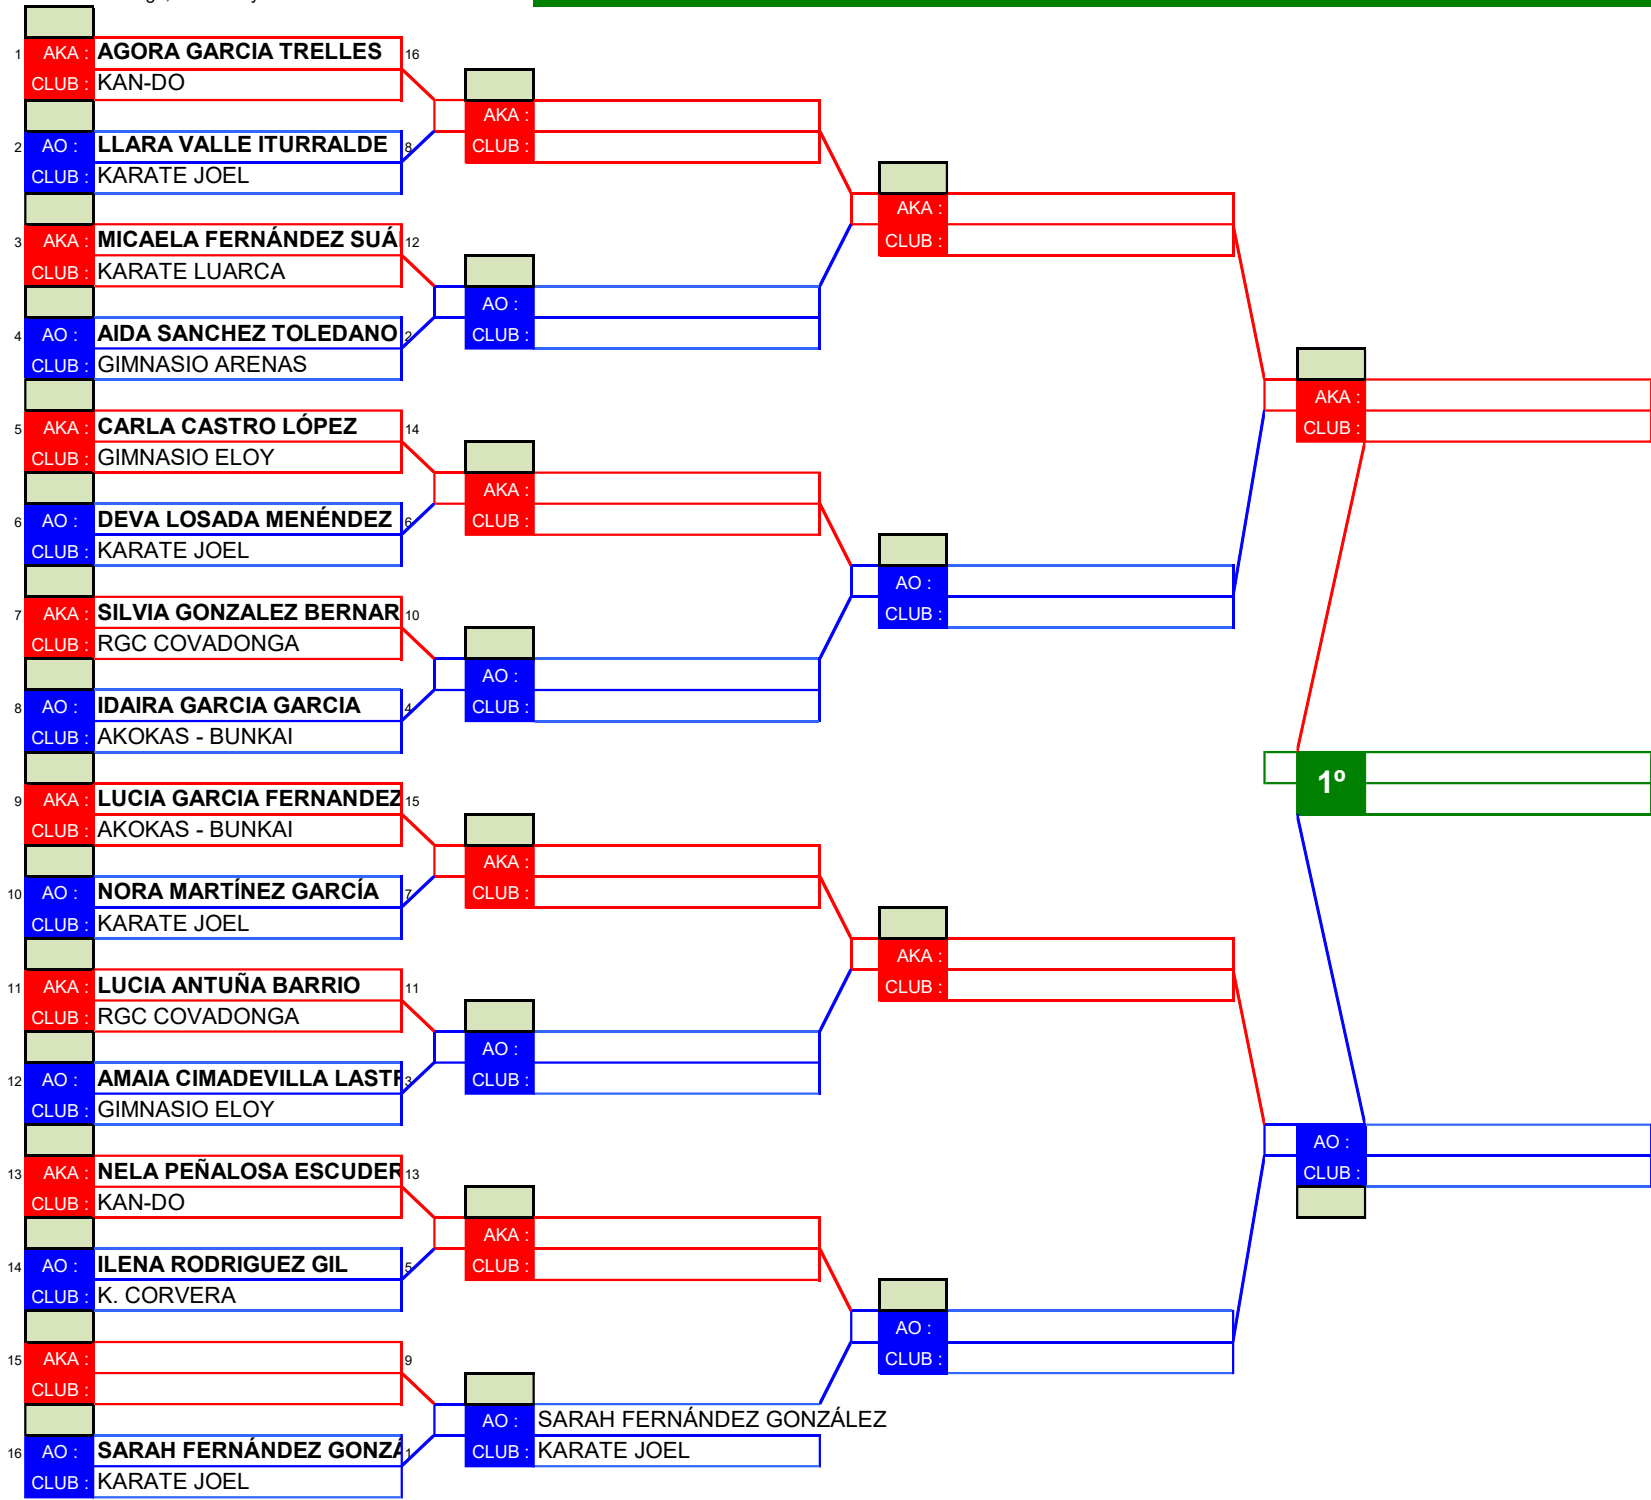 1 AKA : AGORA GARCIA TRELLES 16
CLUB : KAN-DO
2 AO : LLARA VALLE ITURRALDE 8
CLUB : KARATE JOEL
3 AKA : MICAELA FERNÁNDEZ SUÁ 12
CLUB : KARATE LUARCA
4 AO : AIDA SANCHEZ TOLEDANO 2
CLUB : GIMNASIO ARENAS
5 AKA : CARLA CASTRO LÓPEZ 14
CLUB : GIMNASIO ELOY
6 AO : DEVA LOSADA MENÉNDEZ 6
CLUB : KARATE JOEL
7 AKA : SILVIA GONZALEZ BERNAR 10
CLUB : RGC COVADONGA
8 AO : IDAIRA GARCIA GARCIA 4
CLUB : AKOKAS - BUNKAI
9 AKA : LUCIA GARCIA FERNANDEZ 15
CLUB : AKOKAS - BUNKAI
10 AO : NORA MARTÍNEZ GARCÍA 7
CLUB : KARATE JOEL
11 AKA : LUCIA ANTUÑA BARRIO 11
CLUB : RGC COVADONGA
12 AO : AMAIA CIMADEVILLA LAST 3
CLUB : GIMNASIO ELOY
13 AKA : NELA PEÑALOSA ESCUDER 13
CLUB : KAN-DO
14 AO : ILENA RODRIGUEZ GIL 5
CLUB : K. CORVERA
15 AKA : 9
CLUB :
16 AO : SARAH FERNÁNDEZ GONZÁ 1
CLUB : KARATE JOEL
AKA :
CLUB :
AO :
CLUB :
AKA :
CLUB :
AO :
CLUB :
AKA :
CLUB :
AO :
CLUB :
AKA :
CLUB :
AO : SARAH FERNÁNDEZ GONZÁLEZ
CLUB : KARATE JOEL
AKA :
CLUB :
AO :
CLUB :
AKA :
CLUB :
AO :
CLUB :
AKA :
CLUB :
1º
AO :
CLUB :